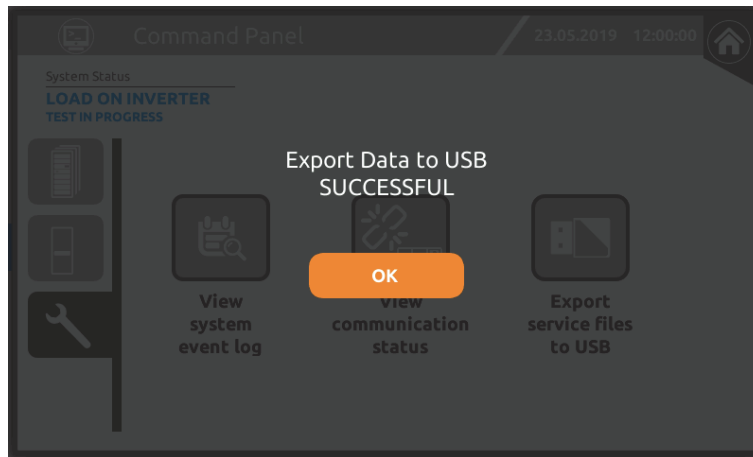 Command Panel
23.05.2019 12:00:00
System Status
LOAD ON INVERTER
TEST IN PROGRESS
Export Data to USB
SUCCESSFUL
OK
View
system
event log
View
communication
status
Export
service files
to USB